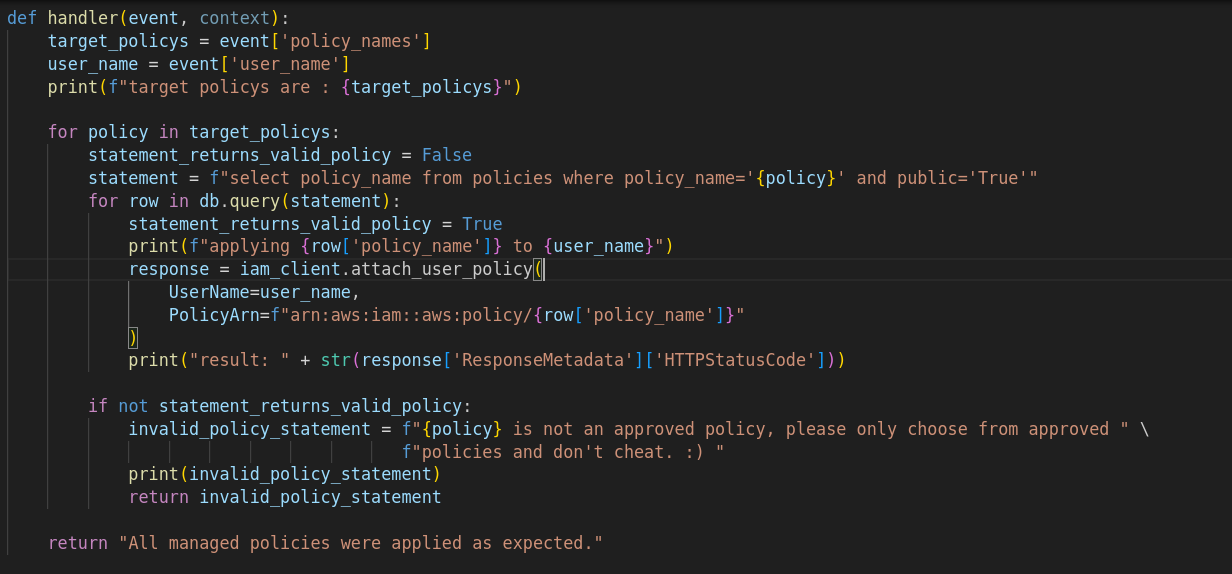 def handler(event, context):
    target_policys = event['policy_names']
    user_name = event['user_name']
    print(f"target policys are : {target_policys}")

    for policy in target_policys:
        statement_returns_valid_policy = False
        statement = f"select policy_name from policies where policy_name='{policy}' and public='True'"
        for row in db.query(statement):
            statement_returns_valid_policy = True
            print(f"applying {row['policy_name']} to {user_name}")
            response = iam_client.attach_user_policy(
                UserName=user_name,
                PolicyArn=f"arn:aws:iam::aws:policy/{row['policy_name']}"
            )
            print("result: " + str(response['ResponseMetadata']['HTTPStatusCode']))

        if not statement_returns_valid_policy:
            invalid_policy_statement = f"{policy} is not an approved policy, please only choose from approved " \
                                       f"policies and don't cheat. :) "
            print(invalid_policy_statement)
            return invalid_policy_statement

    return "All managed policies were applied as expected."